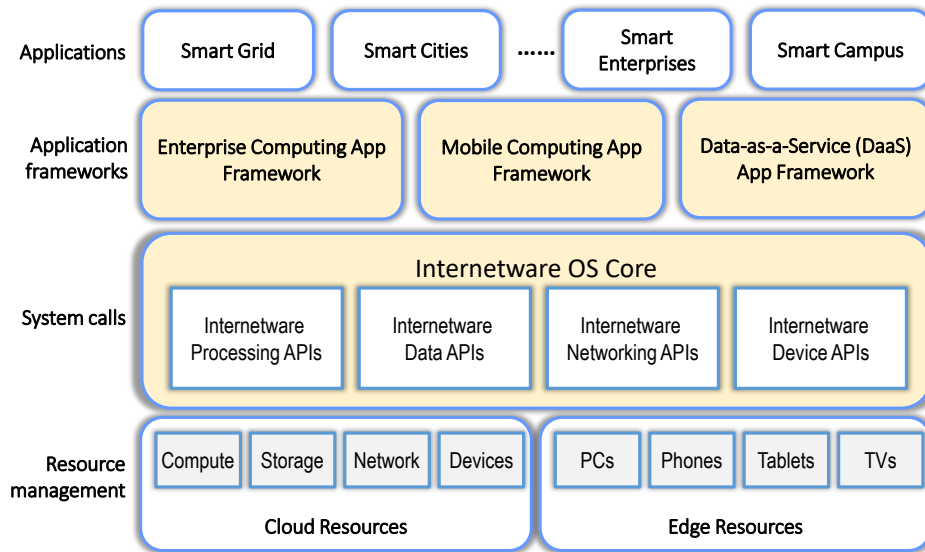 Applications
Smart Grid
Smart Cities
......
Smart
Enterprises
Smart Campus
Application
frameworks
Enterprise Computing App
Framework
Mobile Computing App
Framework
Data-as-a-Service (DaaS)
App Framework
System calls
Internetware OS Core
Internetware
Processing APIs
Internetware
Data APIs
Internetware
Networking APIs
Internetware
Device APIs
Resource
management
Compute
Storage
Network
Devices
Cloud Resources
PCs
Phones
Tablets
TVs
Edge Resources